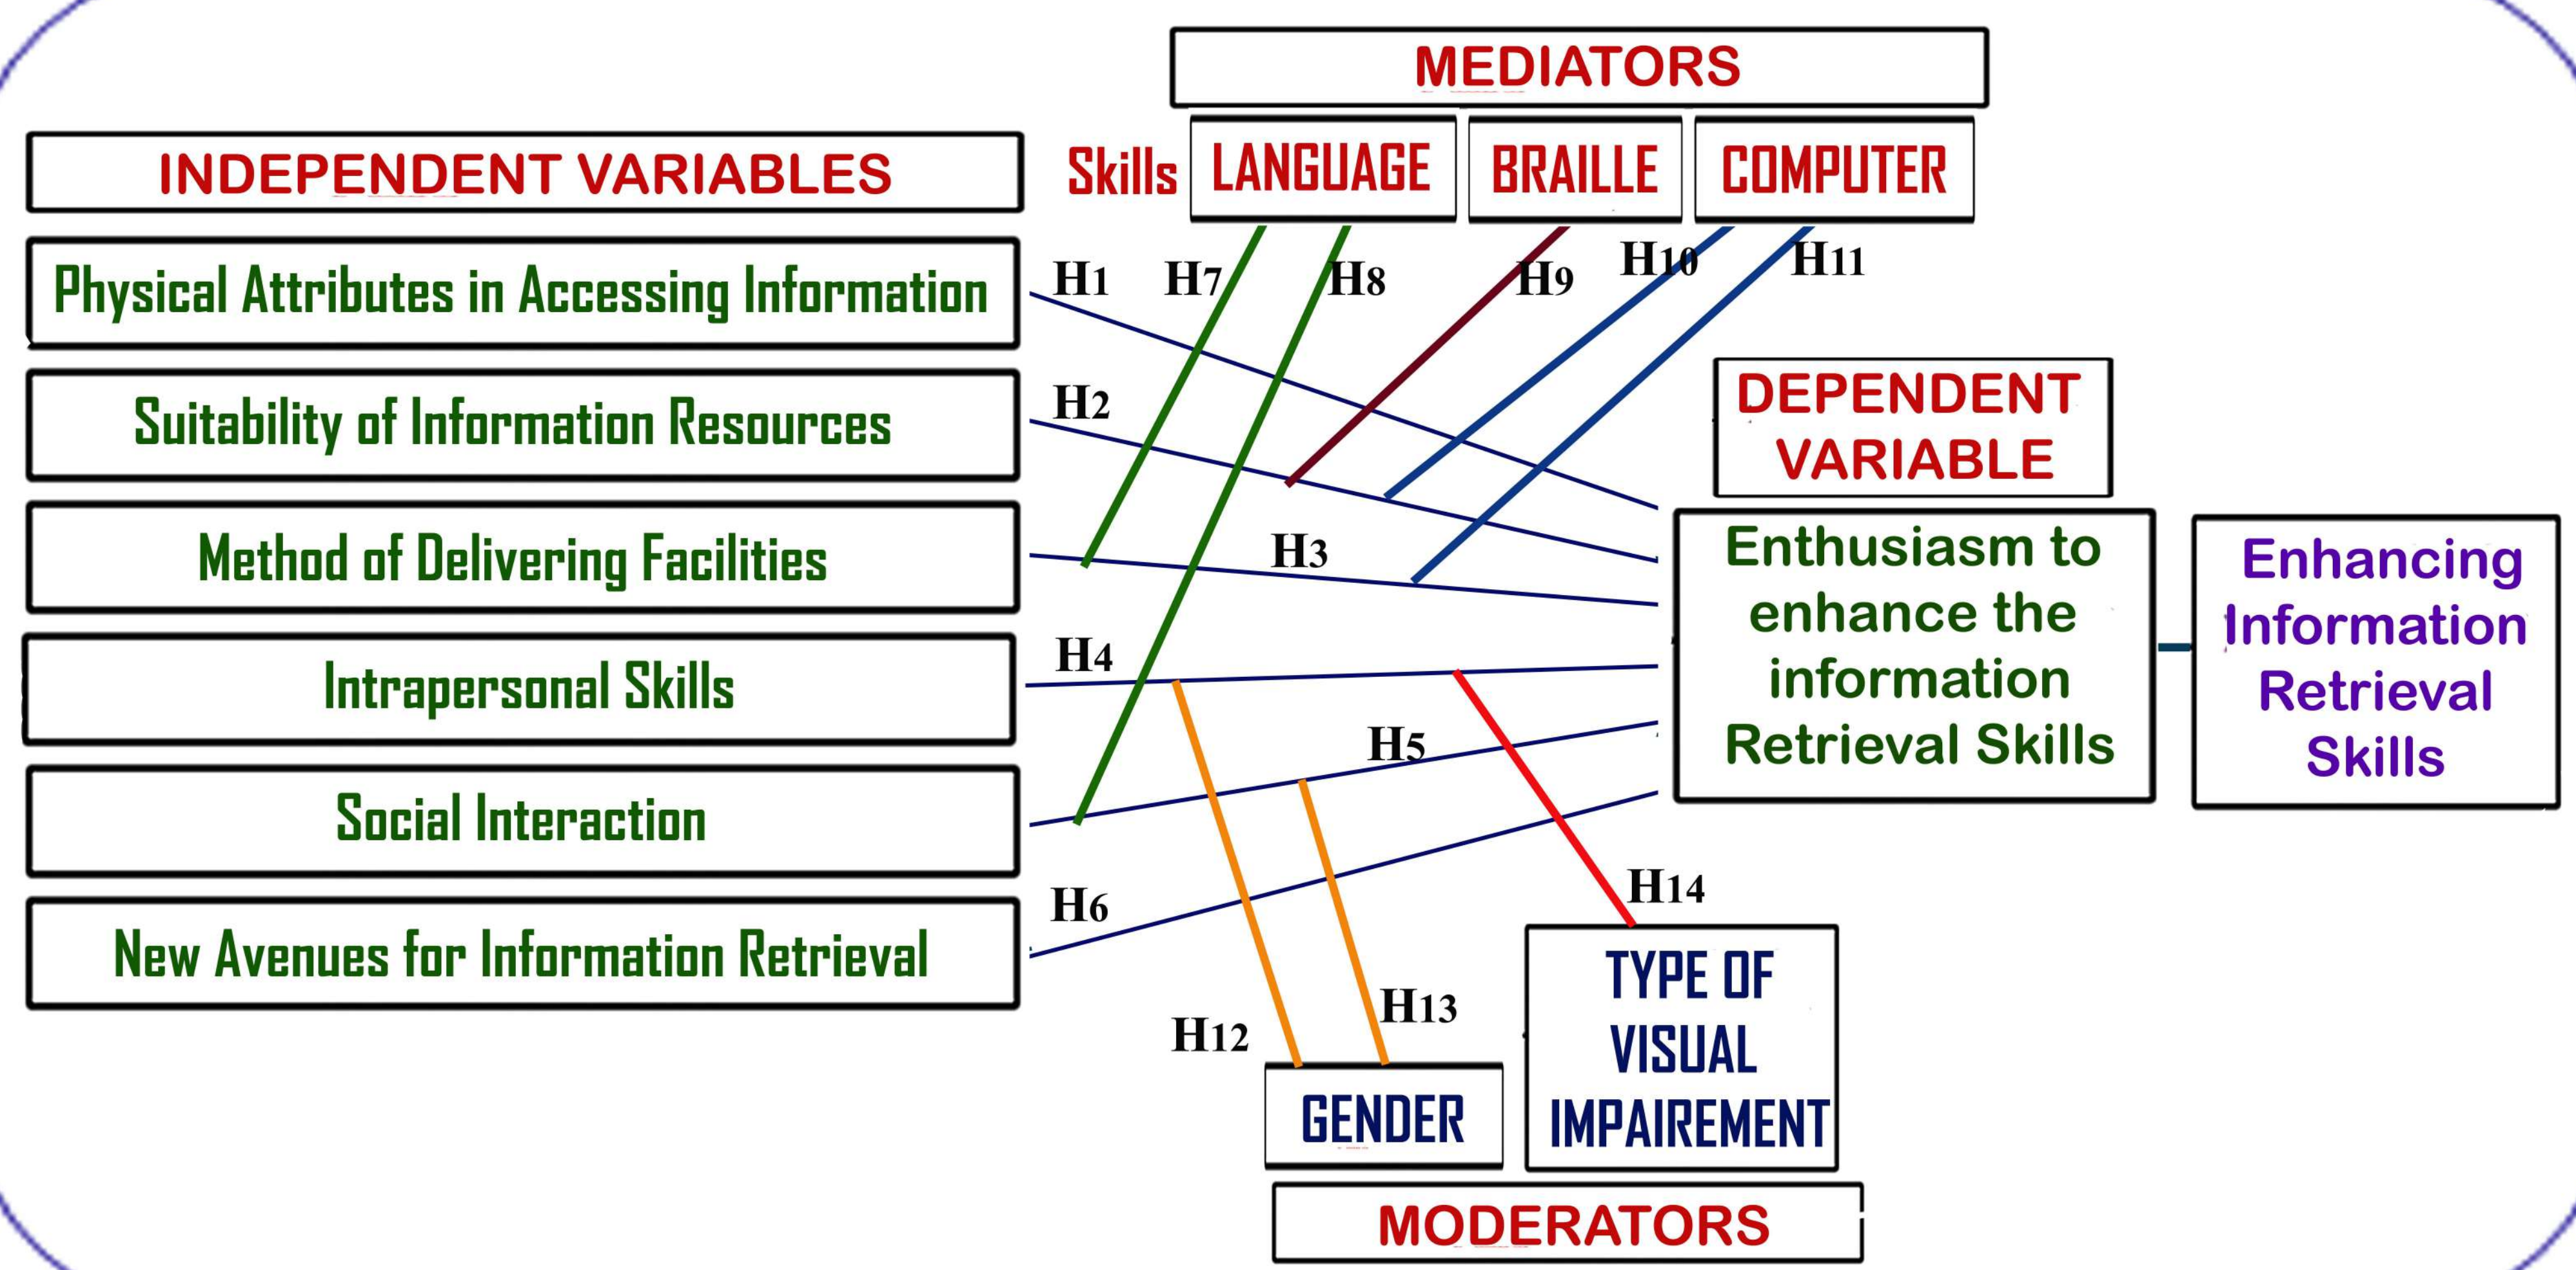 MEDIATORS
INDEPENDENT VARIABLES
Skills LANGUAGE BRAILLE COMPUTER
Physical Attributes in Accessing Information
H1 H7 H8 H9 H10 H11
Suitability of Information Resources
H2
DEPENDENT
VARIABLE
Method of Delivering Facilities
H3
Enthusiasm to
enhance the
information
Retrieval Skills
Enhancing
Information
Retrieval
Skills
Intrapersonal Skills
H4
Social Interaction
H5
New Avenues for Information Retrieval
H6
H14
H12
H13
GENDER
TYPE OF
VISUAL
IMPAIREMENT
MODERATORS